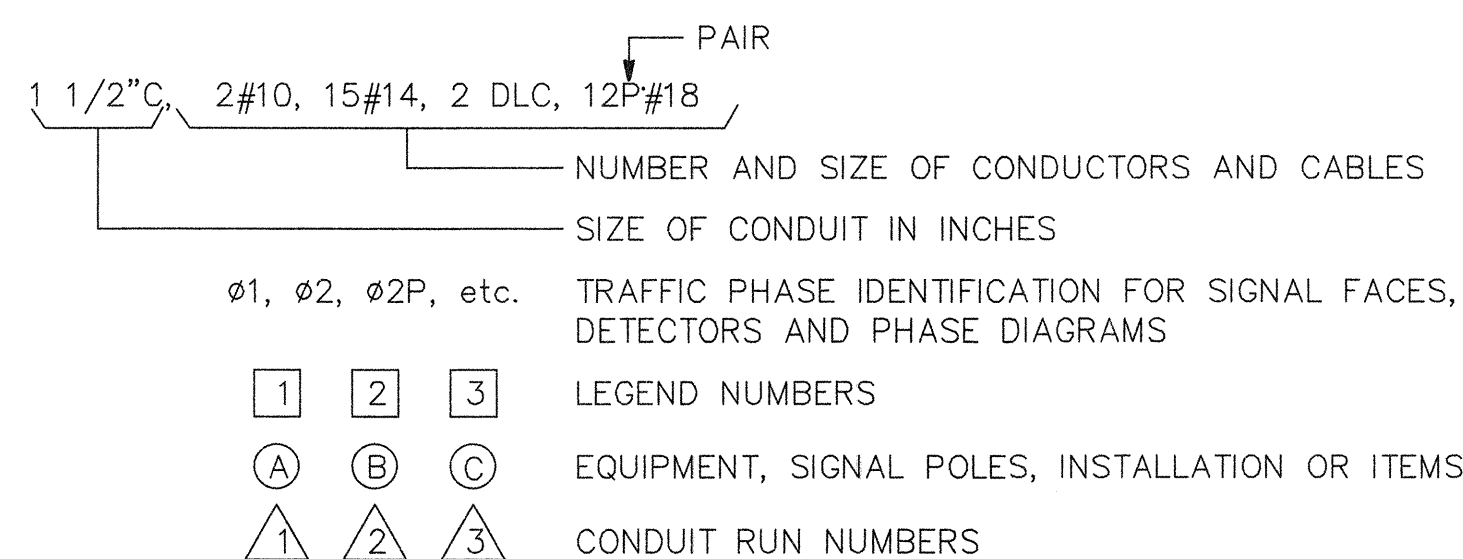 PAIR
1 1/2"C, 2#10, 15#14, 2 DLC, 12P#18
NUMBER AND SIZE OF CONDUCTORS AND CABLES
SIZE OF CONDUIT IN INCHES
ø1, ø2, ø2P, etc. TRAFFIC PHASE IDENTIFICATION FOR SIGNAL FACES,
DETECTORS AND PHASE DIAGRAMS
1 2 3 LEGEND NUMBERS
A B C EQUIPMENT, SIGNAL POLES, INSTALLATION OR ITEMS
1 2 3 CONDUIT RUN NUMBERS